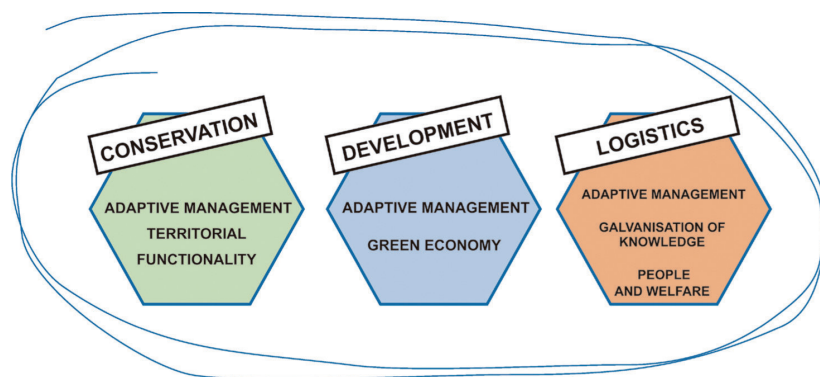 CONSERVATION
ADAPTIVE MANAGEMENT
TERRITORIAL
FUNCTIONALITY
DEVELOPMENT
ADAPTIVE MANAGEMENT
GREEN ECONOMY
LOGISTICS
ADAPTIVE MANAGEMENT
GALVANISATION OF
KNOWLEDGE
PEOPLE
AND WELFARE